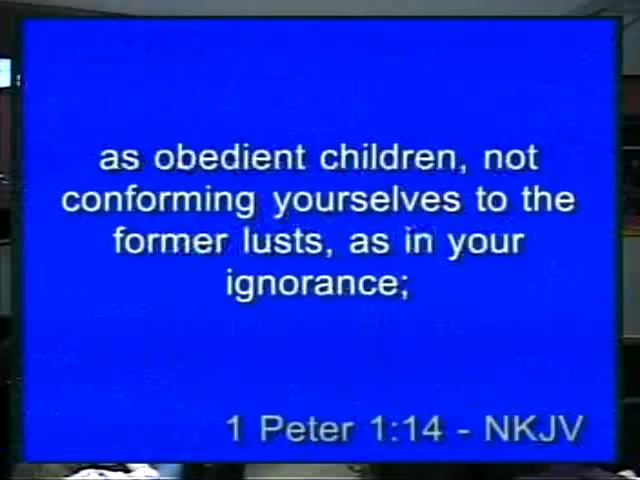 as obedient children, not
conforming yourselves to the
former lusts, as in your
ignorance;
1 Peter 1:14 - NKJV